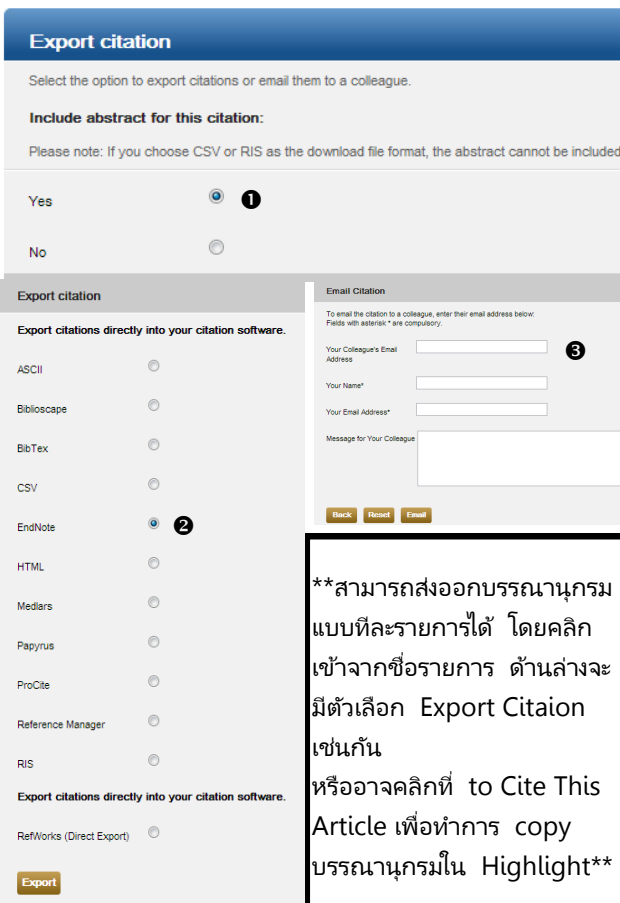 Export citation
Select the option to export citations or email them to a colleague.
Include abstract for this citation:
Please note: If you choose CSV or RIS as the download file format, the abstract cannot be included
Yes ❶
No
Export citation
Export citations directly into your citation software.
ASCII
Biblioscape
BibTex
CSV
EndNote ❷
HTML
Medlars
Papyrus
ProCite
Reference Manager
RIS
Export citations directly into your citation software.
RefWorks (Direct Export)
Export
Email Citation
To email the citation to a colleague, enter their email address below:
Fields with asterisk * are compulsory.
Your Colleague's Email ❸
Address
Your Name*
Your Email Address*
Message for Your Colleague
Back Reset Email
**สามารถส่งออกบรรณานุกรม
แบบทีละรายการได้ โดยคลิก
เข้าจากชื่อรายการ ด้านล่างจะ
มีตัวเลือก Export Citaion
เช่นกัน
หรืออาจคลิกที่ to Cite This
Article เพื่อทำการ copy
บรรณานุกรมใน Highlight**